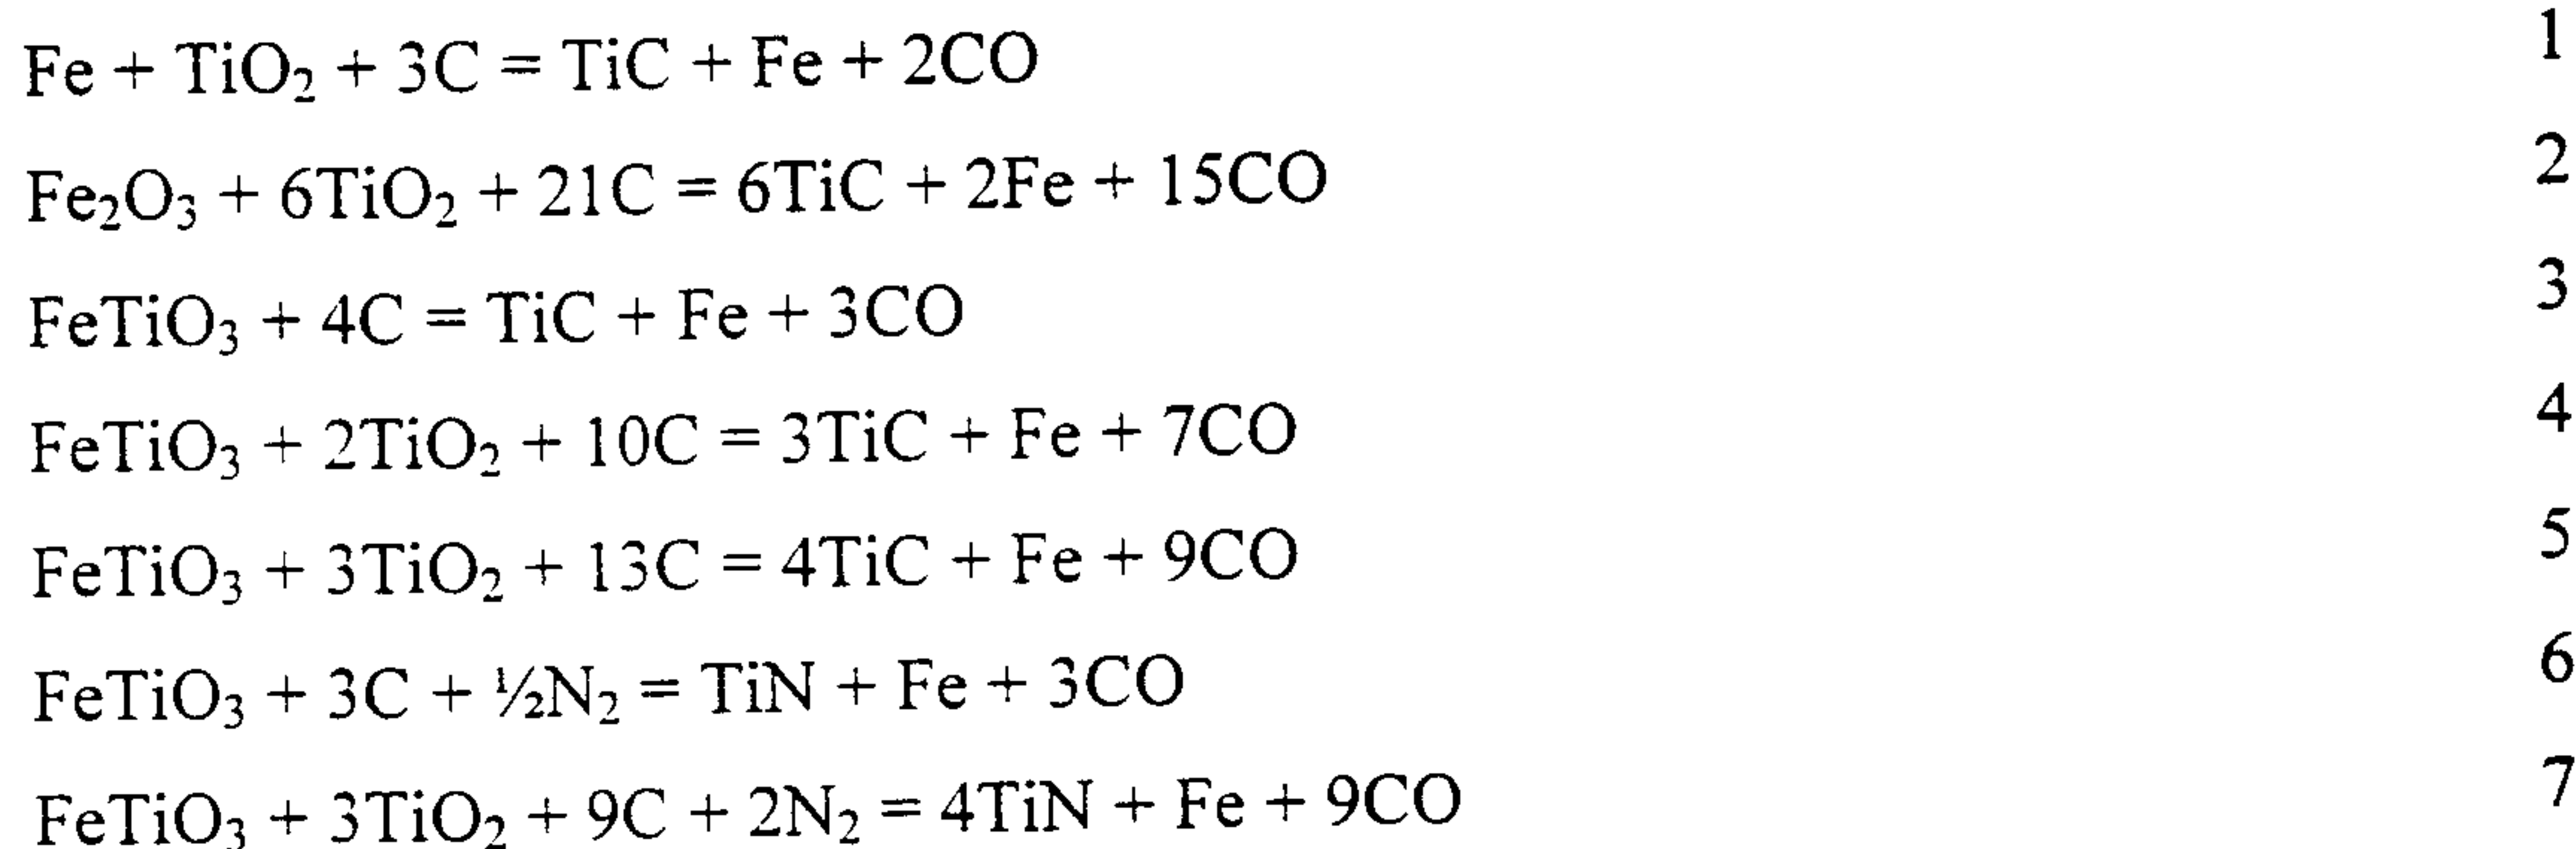 Fe + TiO₂ + 3C = TiC + Fe + 2CO 1
Fe₂O₃ + 6TiO₂ + 21C = 6TiC + 2Fe + 15CO 2
FeTiO₃ + 4C = TiC + Fe + 3CO 3
FeTiO₃ + 2TiO₂ + 10C = 3TiC + Fe + 7CO 4
FeTiO₃ + 3TiO₂ + 13C = 4TiC + Fe + 9CO 5
FeTiO₃ + 3C + ½N₂ = TiN + Fe + 3CO 6
FeTiO₃ + 3TiO₂ + 9C + 2N₂ = 4TiN + Fe + 9CO 7